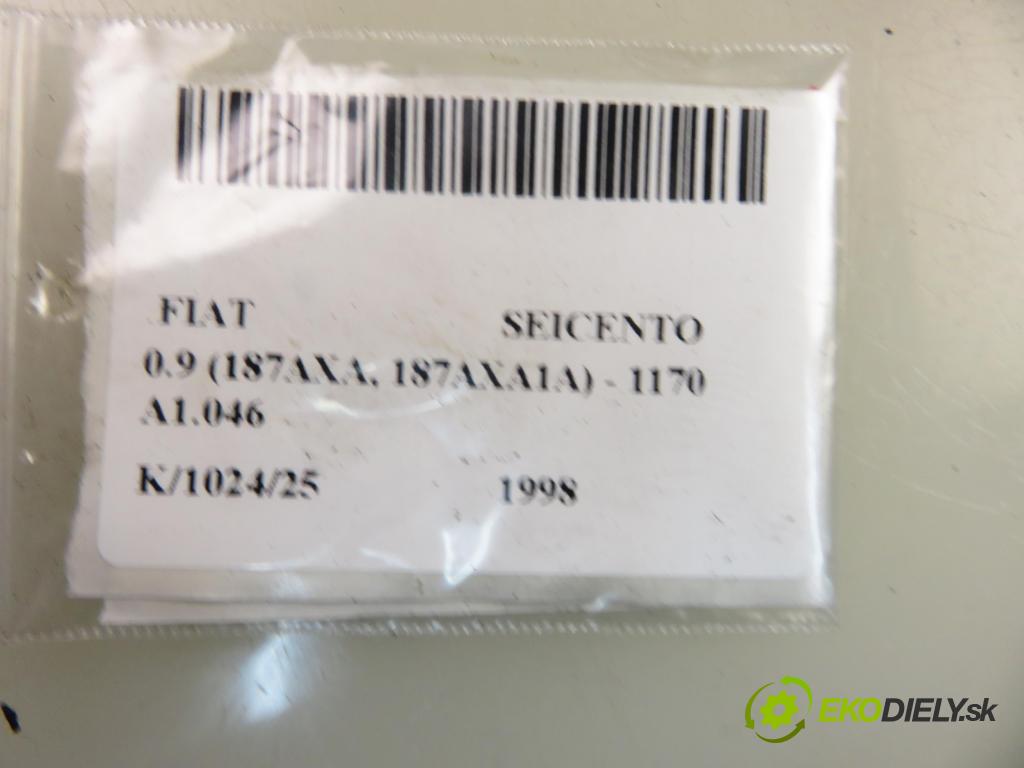 FIAT SEICENTO
0.9 (187AXA, 187AXA1A) - 1170
A1.046
K/1024/25 1998
EKODIELY.sk